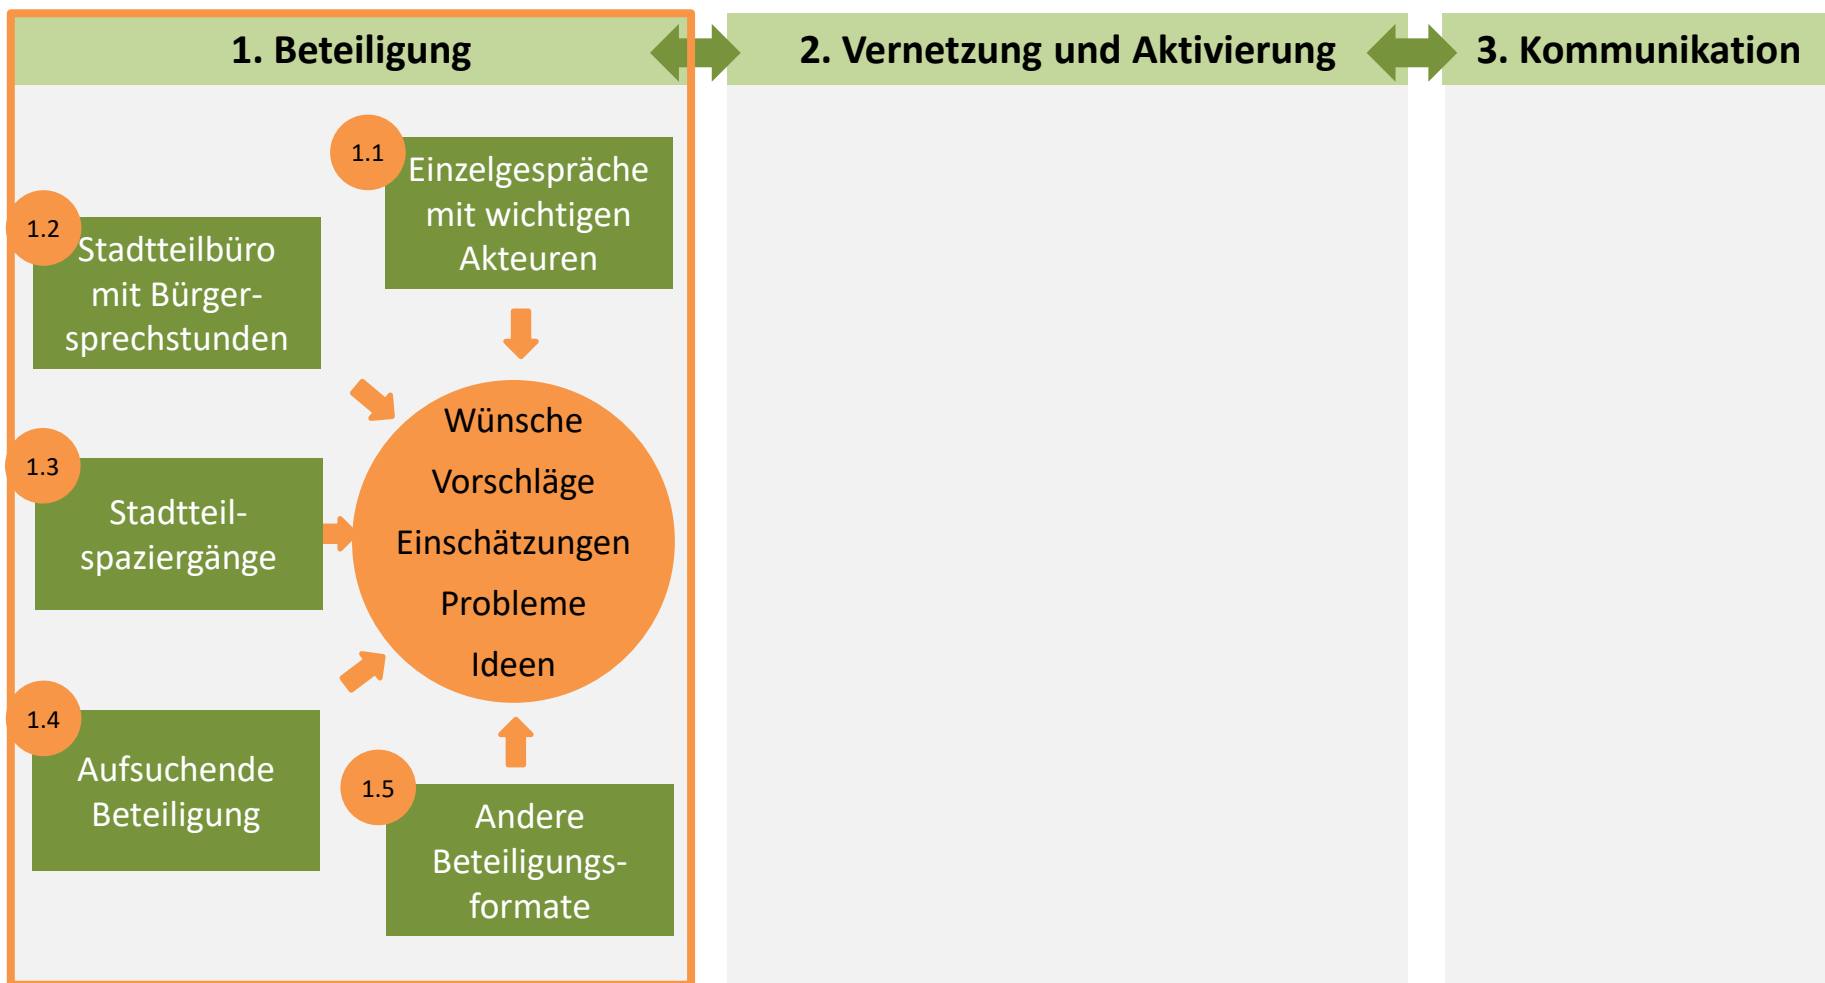 1. Beteiligung
2. Vernetzung und Aktivierung
3. Kommunikation
1.1
Einzelgespräche
mit wichtigen
Akteuren
1.2
Stadtteilbüro
mit Bürger-
sprechstunden
1.3
Stadtteil-
spaziergänge
1.4
Aufsuchende
Beteiligung
1.5
Andere
Beteiligungs-
formate
Wünsche
Vorschläge
Einschätzungen
Probleme
Ideen